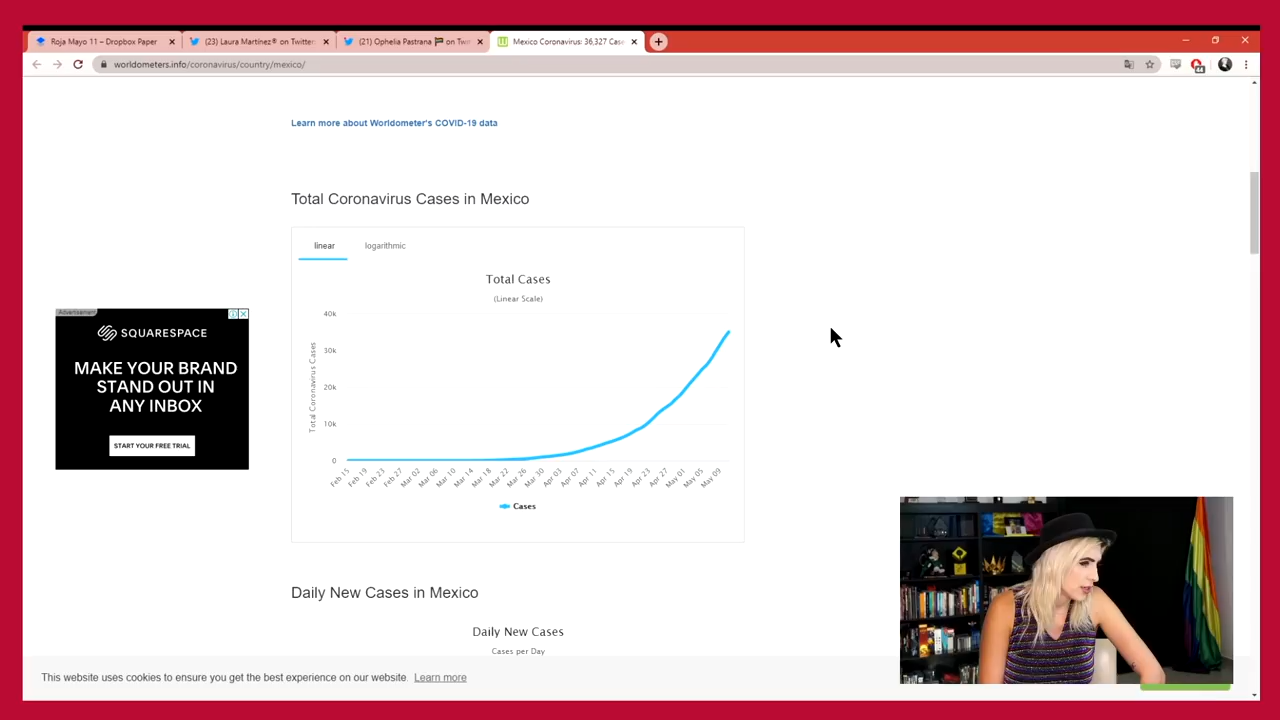 Roja Mayo 11 – Dropbox Paper
(23) Laura Martínez® on Twitter
(21) Ophelia Pastrana on Twi
Mexico Coronavirus: 36,327 Case
worldometers.info/coronavirus/country/mexico/
Learn more about Worldometer's COVID-19 data
Total Coronavirus Cases in Mexico
linear
logarithmic
Total Cases
(Linear Scale)
Total Coronavirus Cases
40k
30k
20k
10k
0
Feb 15
Feb 19
Feb 23
Feb 27
Mar 02
Mar 06
Mar 10
Mar 14
Mar 18
Mar 22
Mar 26
Mar 30
Apr 03
Apr 07
Apr 11
Apr 15
Apr 19
Apr 23
Apr 27
May 01
May 05
May 09
Cases
Advertisement
SQUARESPACE
MAKE YOUR BRAND
STAND OUT IN
ANY INBOX
START YOUR FREE TRIAL
Daily New Cases in Mexico
Daily New Cases
Cases per Day
This website uses cookies to ensure you get the best experience on our website. Learn more